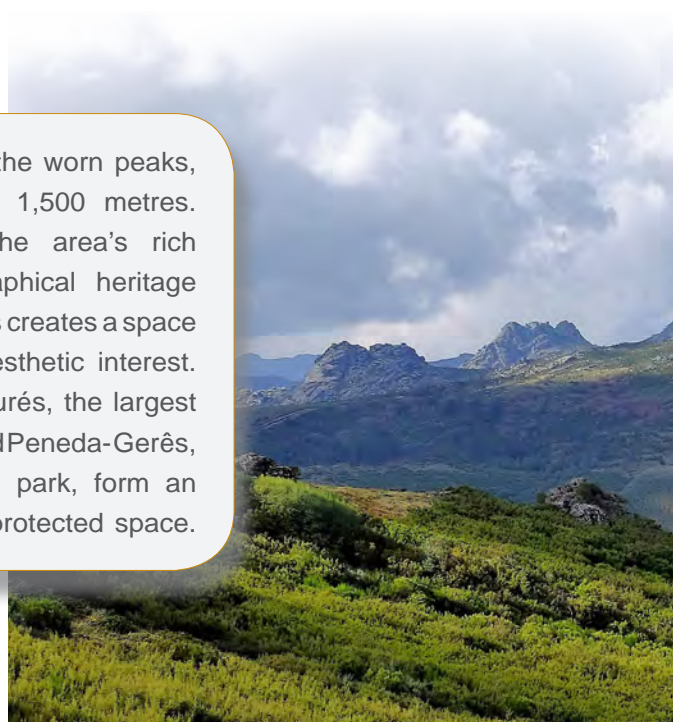 the worn peaks,
1,500 metres.
he area's rich
aphical heritage
s creates a space
esthetic interest.
urés, the largest
dPeneda-Gerês,
park, form an
protected space.